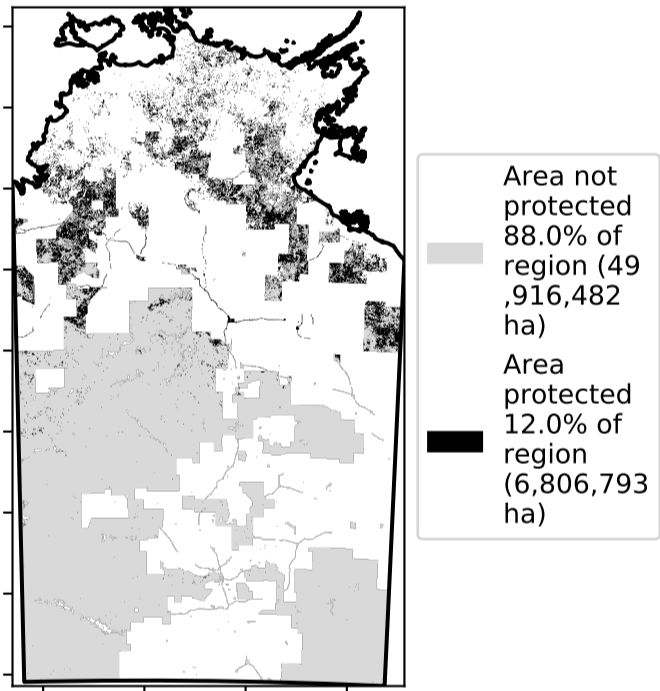 Area not
protected
88.0% of
region (49
,916,482
ha)
Area
protected
12.0% of
region
(6,806,793
ha)